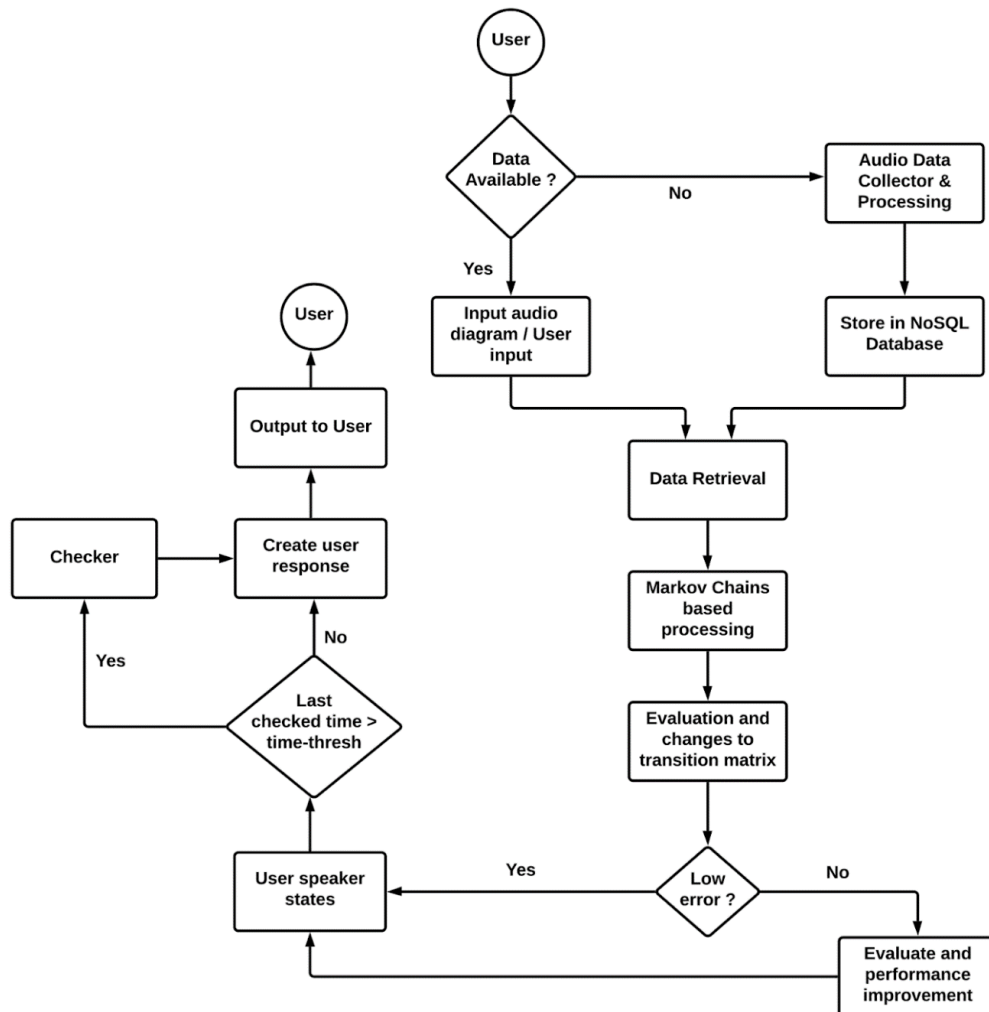 User
Data
Available ?
No
Audio Data
Collector &
Processing
Yes
Input audio
diagram / User
input
Store in NoSQL
Database
User
Output to User
Data Retrieval
Checker
Create user
response
Markov Chains
based
processing
Yes
No
Last
checked time >
time-thresh
Evaluation and
changes to
transition matrix
User speaker
states
Yes
Low
error ?
No
Evaluate and
performance
improvement